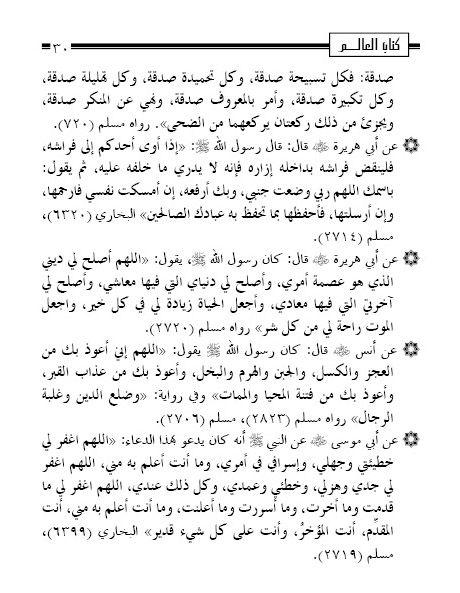 كتاب العالم
٣٠
صدقة: فكل تسبيحة صدقة، وكل تحميدة صدقة، وكل تهليلة صدقة،
وكل تكبيرة صدقة، وأمر بالمعروف صدقة، ونهي عن المنكر صدقة،
ويجزئ من ذلك ركعتان يركعهما من الضحى». رواه مسلم (٧٢٠).
عن أبي هريرة ﷺ قال: قال رسول الله ﷺ: «إذا أوى أحدكم إلى فراشه،
فلينقض فراشه بداخله إزاره فإنه لا يدري ما خلفه عليه، ثم يقول:
باسمك اللهم ربي وضعت جنبي، وبك أرفعه، إن أمسكت نفسي فارحمها،
وإن أرسلتها، فأحفظها بما تحفظ به عبادك الصالحين» البخاري (٦٣٢٠)،
مسلم (٢٧١٤).
عن أبي هريرة ﷺ قال: كان رسول الله ﷺ، يقول: «اللهم أصلح لي ديني
الذي هو عصمة أمري، وأصلح لي دنياي التي فيها معاشي، وأصلح لي
آخرتي التي فيها معادي، وأجعل الحياة زيادة لي في كل خير، واجعل
الموت راحة لي من كل شر» رواه مسلم (٢٧٢٠).
عن أنس ﷺ قال: كان رسول الله ﷺ يقول: «اللهم إني أعوذ بك من
العجز والكسل، والجبن والهرم والبخل، وأعوذ بك من عذاب القبر،
وأعوذ بك من فتنة المحيا والممات» وفي رواية: «وضلع الدين وغلبة
الرجال» رواه مسلم (٢٨٢٣)، مسلم (٢٧٠٦).
عن أبي موسى ﷺ عن النبي ﷺ أنه كان يدعو بهذا الدعاء: «اللهم اغفر لي
خطيئتي وجهلي، وإسرافي في أمري، وما أنت أعلم به مني، اللهم اغفر
لي جدي وهزلي، وخطئي وعمدي، وكل ذلك عندي، اللهم اغفر لي ما
قدمت وما أخرت، وما أسررت وما أعلنت، وما أنت أعلم به مني، أنت
المقدِّم، أنت المؤخرُ، وأنت على كل شيء قدير» البخاري (٦٣٩٩)،
مسلم (٢٧١٩).